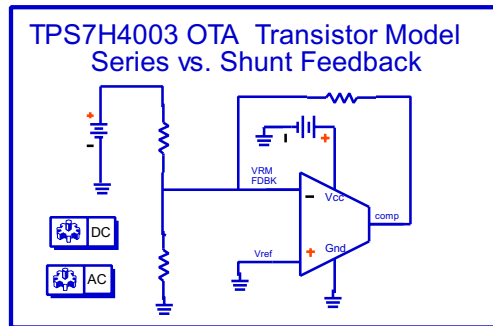 TPS7H4003 OTA Transistor Model
Series vs. Shunt Feedback
+
-
- +
VRM
FDBK
-
Vcc
comp
DC
Vref
+
Gnd
AC